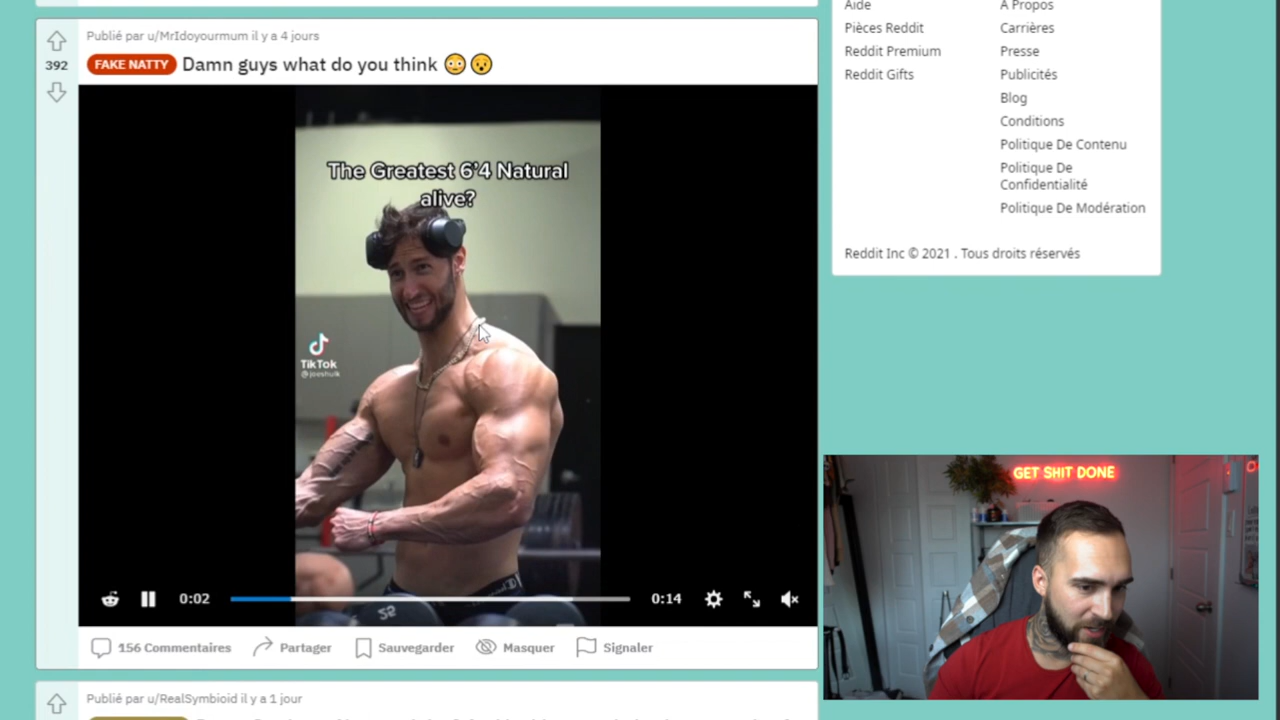 Publié par u/MrIdoyourmum il y a 4 jours
392
FAKE NATTY Damn guys what do you think
The Greatest 6'4 Natural
alive?
TikTok
@joeshulk
0:02
0:14
25
156 Commentaires
Partager
Sauvegarder
Masquer
Signaler
Publié par u/RealSymbioid il y a 1 jour
Aide
Pièces Reddit
Reddit Premium
Reddit Gifts
À Propos
Carrières
Presse
Publicités
Blog
Conditions
Politique De Contenu
Politique De
Confidentialité
Politique De Modération
Reddit Inc © 2021 . Tous droits réservés
GET SHIT DONE